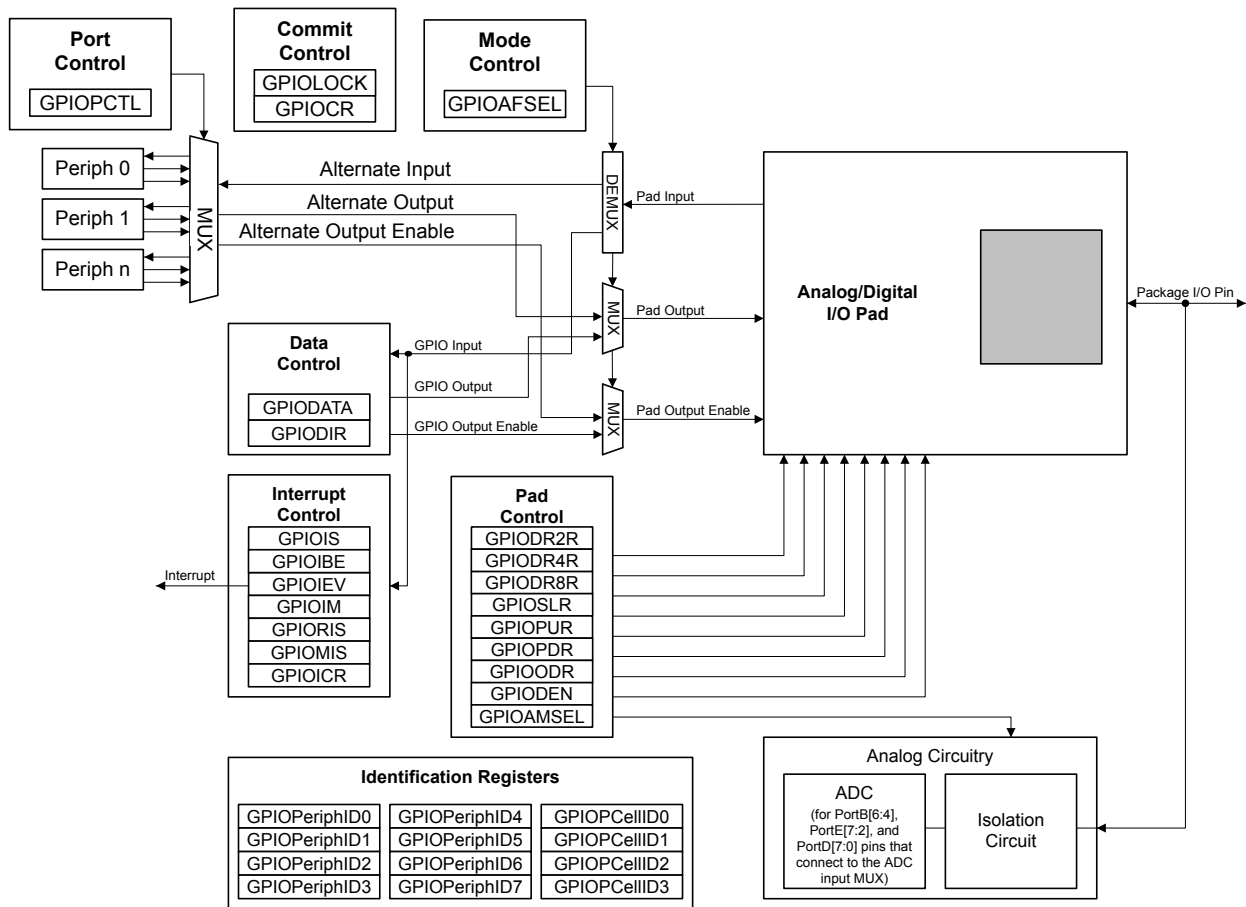 Port
Control
GPIOPCTL
Commit
Control
GPIOLOCK
GPIOCR
Mode
Control
GPIOAFSEL
Periph 0
Periph 1
Periph n
MUX
Alternate Input
Alternate Output
Alternate Output Enable
DEMUX
Pad Input
MUX
Pad Output
MUX
Pad Output Enable
Analog/Digital
I/O Pad
Package I/O Pin
Data
Control
GPIODATA
GPIODIR
GPIO Input
GPIO Output
GPIO Output Enable
Interrupt
Control
GPIOIS
GPIOIBE
GPIOIEV
GPIOIM
GPIORIS
GPIOMIS
GPIOICR
Interrupt
Pad
Control
GPIODR2R
GPIODR4R
GPIODR8R
GPIOSLR
GPIOPUR
GPIOPDR
GPIOODR
GPIODEN
GPIOAMSEL
Analog Circuitry
ADC
(for PortB[6:4],
PortE[7:2], and
PortD[7:0] pins that
connect to the ADC
input MUX)
Isolation
Circuit
Identification Registers
GPIOPeriphID0
GPIOPeriphID1
GPIOPeriphID2
GPIOPeriphID3
GPIOPeriphID4
GPIOPeriphID5
GPIOPeriphID6
GPIOPeriphID7
GPIOPCellID0
GPIOPCellID1
GPIOPCellID2
GPIOPCellID3